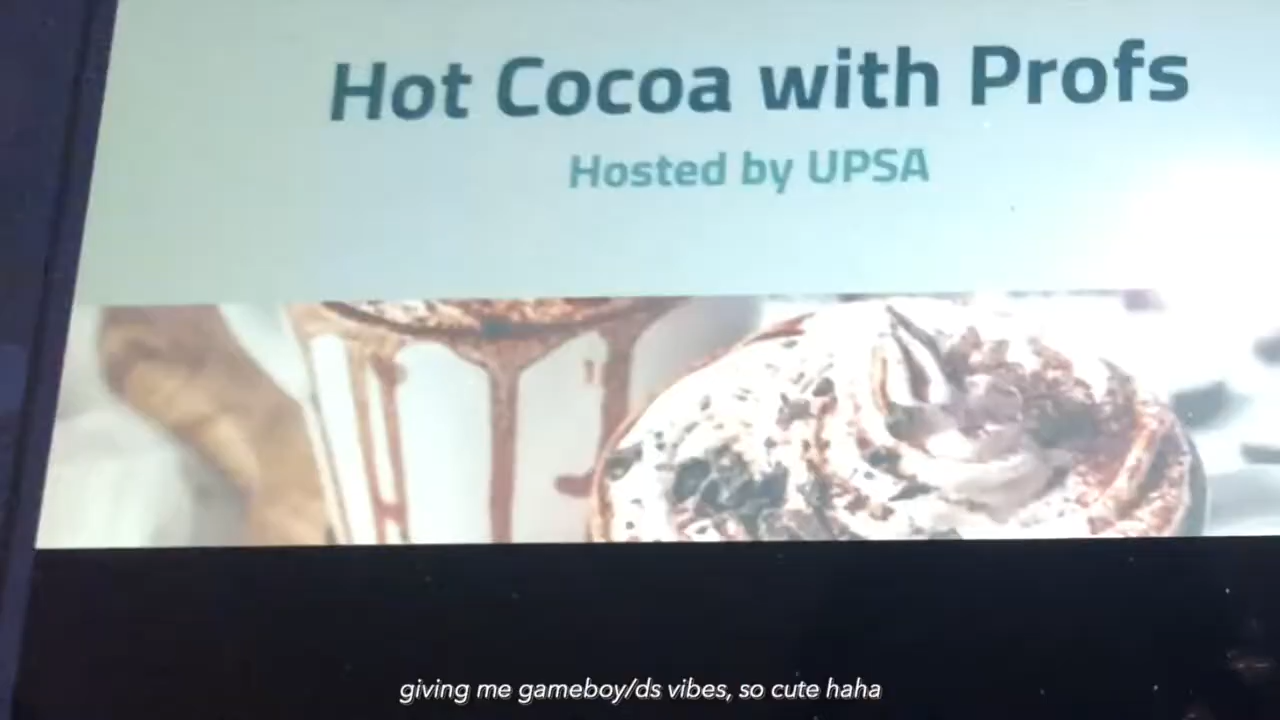 Hot Cocoa with Profs
Hosted by UPSA
giving me gameboy/ds vibes, so cute haha